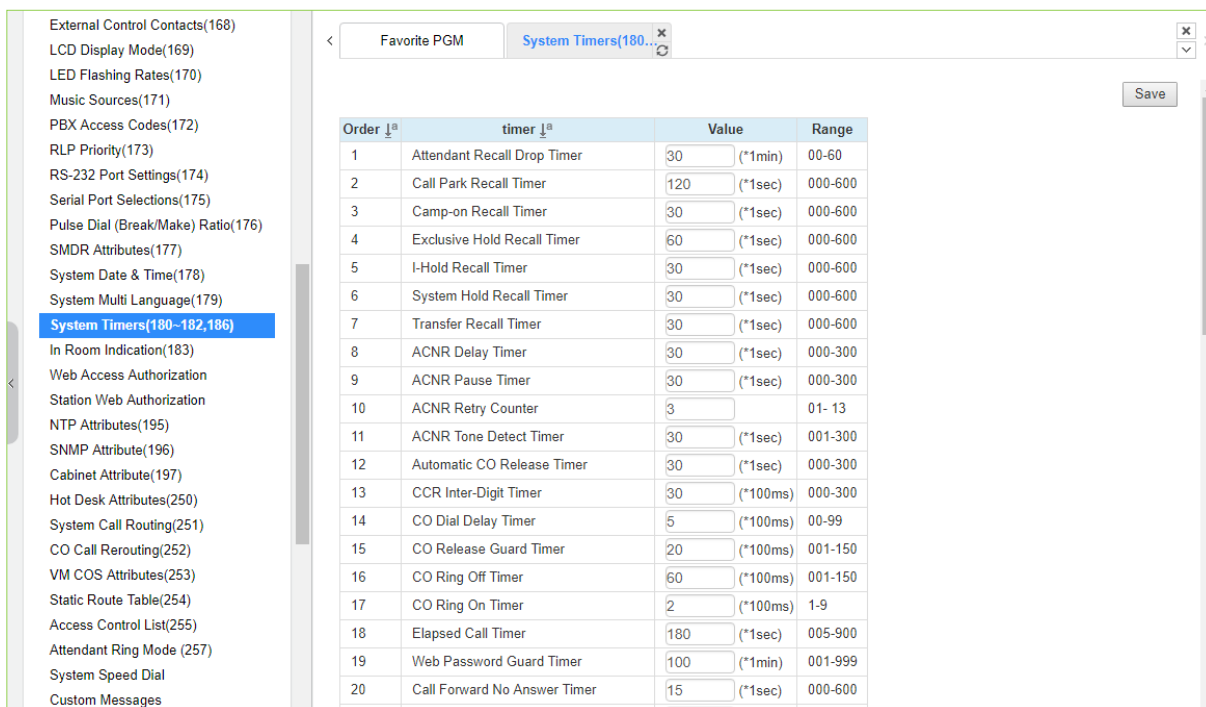 External Control Contacts(168)
LCD Display Mode(169)
LED Flashing Rates(170)
Music Sources(171)
PBX Access Codes(172)
RLP Priority(173)
RS-232 Port Settings(174)
Serial Port Selections(175)
Pulse Dial (Break/Make) Ratio(176)
SMDR Attributes(177)
System Date & Time(178)
System Multi Language(179)
System Timers(180~182,186)
In Room Indication(183)
Web Access Authorization
Station Web Authorization
NTP Attributes(195)
SNMP Attribute(196)
Cabinet Attribute(197)
Hot Desk Attributes(250)
System Call Routing(251)
CO Call Rerouting(252)
VM COS Attributes(253)
Static Route Table(254)
Access Control List(255)
Attendant Ring Mode (257)
System Speed Dial
Custom Messages
Favorite PGM System Timers(180...
Save
Order timer Value Range
1 Attendant Recall Drop Timer 30 (*1min) 00-60
2 Call Park Recall Timer 120 (*1sec) 000-600
3 Camp-on Recall Timer 30 (*1sec) 000-600
4 Exclusive Hold Recall Timer 60 (*1sec) 000-600
5 I-Hold Recall Timer 30 (*1sec) 000-600
6 System Hold Recall Timer 30 (*1sec) 000-600
7 Transfer Recall Timer 30 (*1sec) 000-600
8 ACNR Delay Timer 30 (*1sec) 000-300
9 ACNR Pause Timer 30 (*1sec) 000-300
10 ACNR Retry Counter 3 01- 13
11 ACNR Tone Detect Timer 30 (*1sec) 001-300
12 Automatic CO Release Timer 30 (*1sec) 000-300
13 CCR Inter-Digit Timer 30 (*100ms) 000-300
14 CO Dial Delay Timer 5 (*100ms) 00-99
15 CO Release Guard Timer 20 (*100ms) 001-150
16 CO Ring Off Timer 60 (*100ms) 001-150
17 CO Ring On Timer 2 (*100ms) 1-9
18 Elapsed Call Timer 180 (*1sec) 005-900
19 Web Password Guard Timer 100 (*1min) 001-999
20 Call Forward No Answer Timer 15 (*1sec) 000-600